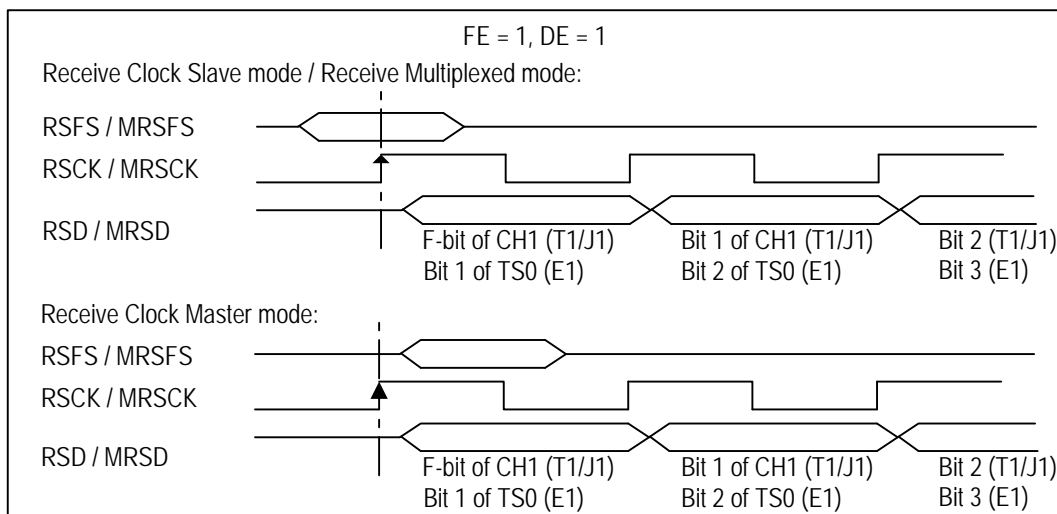 FE = 1, DE = 1
Receive Clock Slave mode / Receive Multiplexed mode:
RSFS / MRSFS
RSCK / MRSCK
RSD / MRSD
F-bit of CH1 (T1/J1) Bit 1 of CH1 (T1/J1) Bit 2 (T1/J1)
Bit 1 of TS0 (E1) Bit 2 of TS0 (E1) Bit 3 (E1)
Receive Clock Master mode:
RSFS / MRSFS
RSCK / MRSCK
RSD / MRSD
F-bit of CH1 (T1/J1) Bit 1 of CH1 (T1/J1) Bit 2 (T1/J1)
Bit 1 of TS0 (E1) Bit 2 of TS0 (E1) Bit 3 (E1)